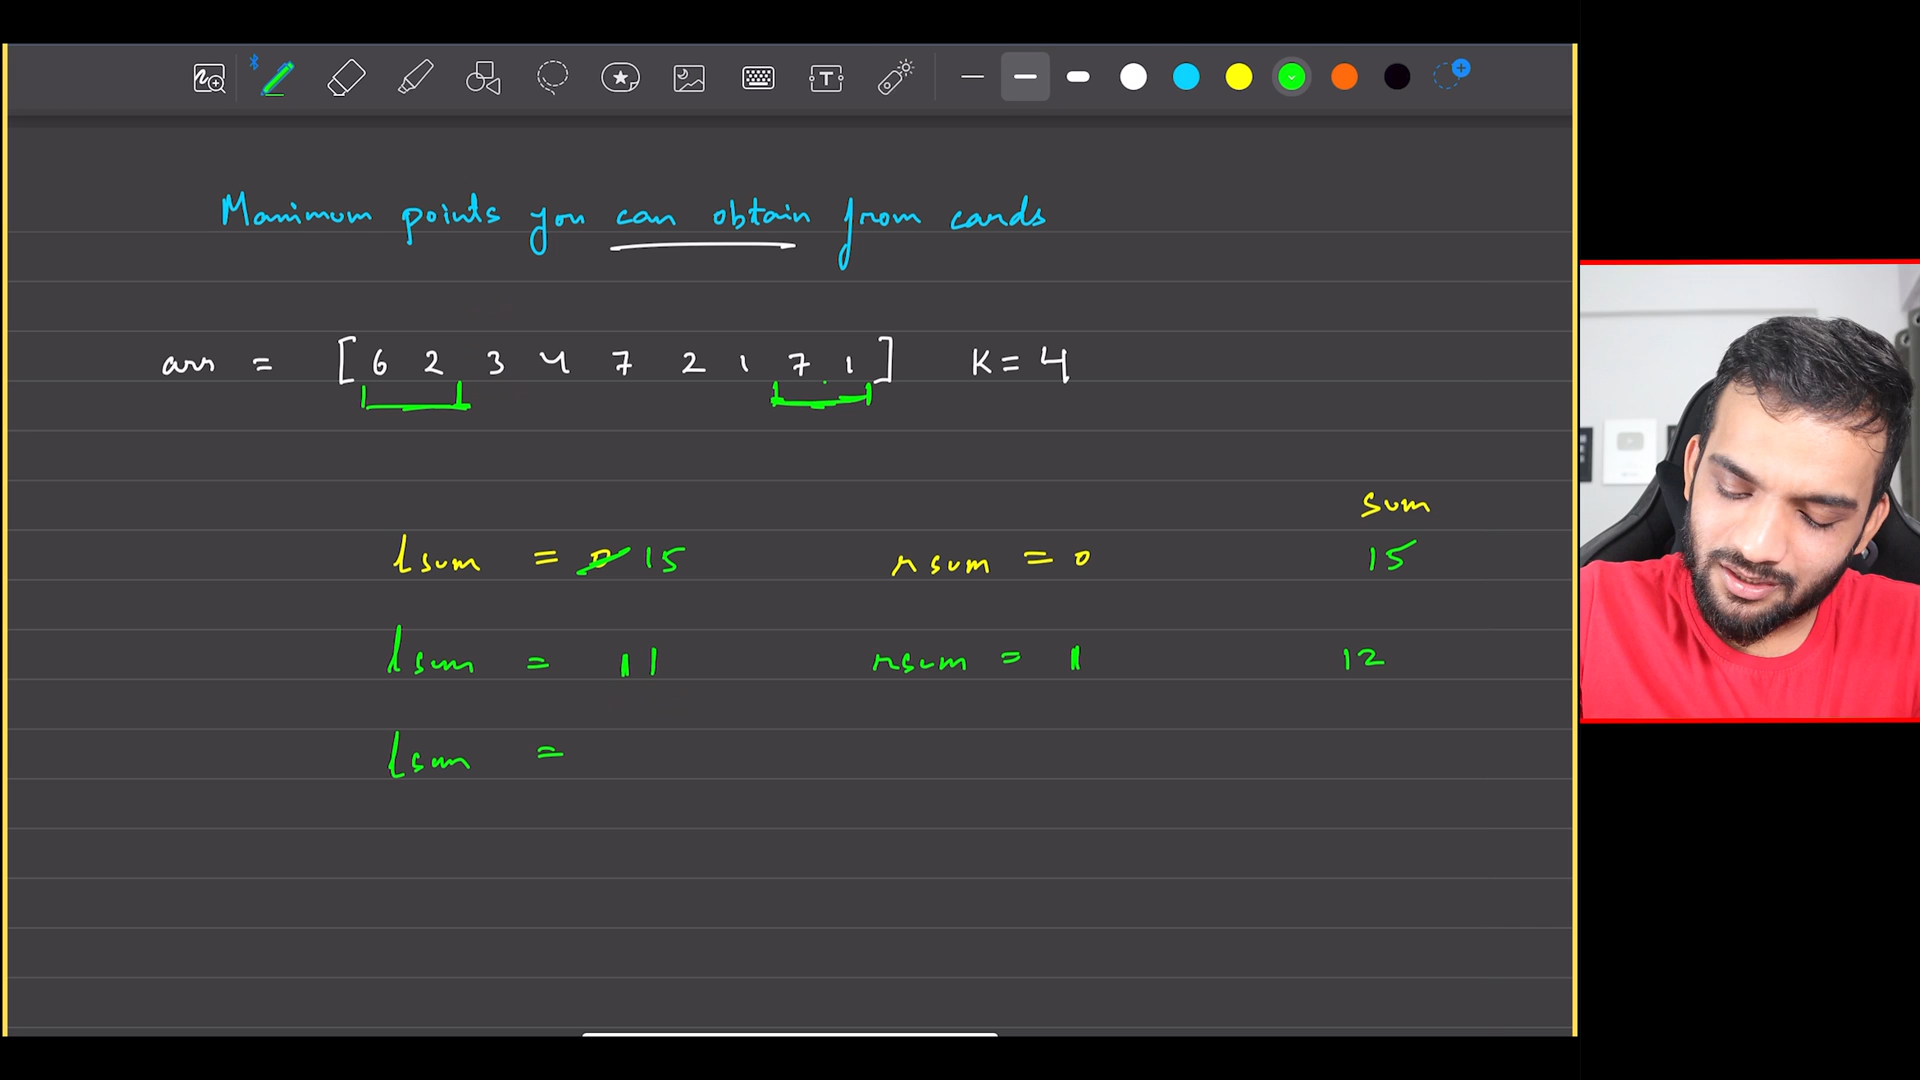 Maximum points you can obtain from cards
arr = [6 2 3 4 7 2 1 7 1] K = 4
sum
lsum = 0 15 rsum = 0 15
lsum = 11 rsum = 1 12
lsum =